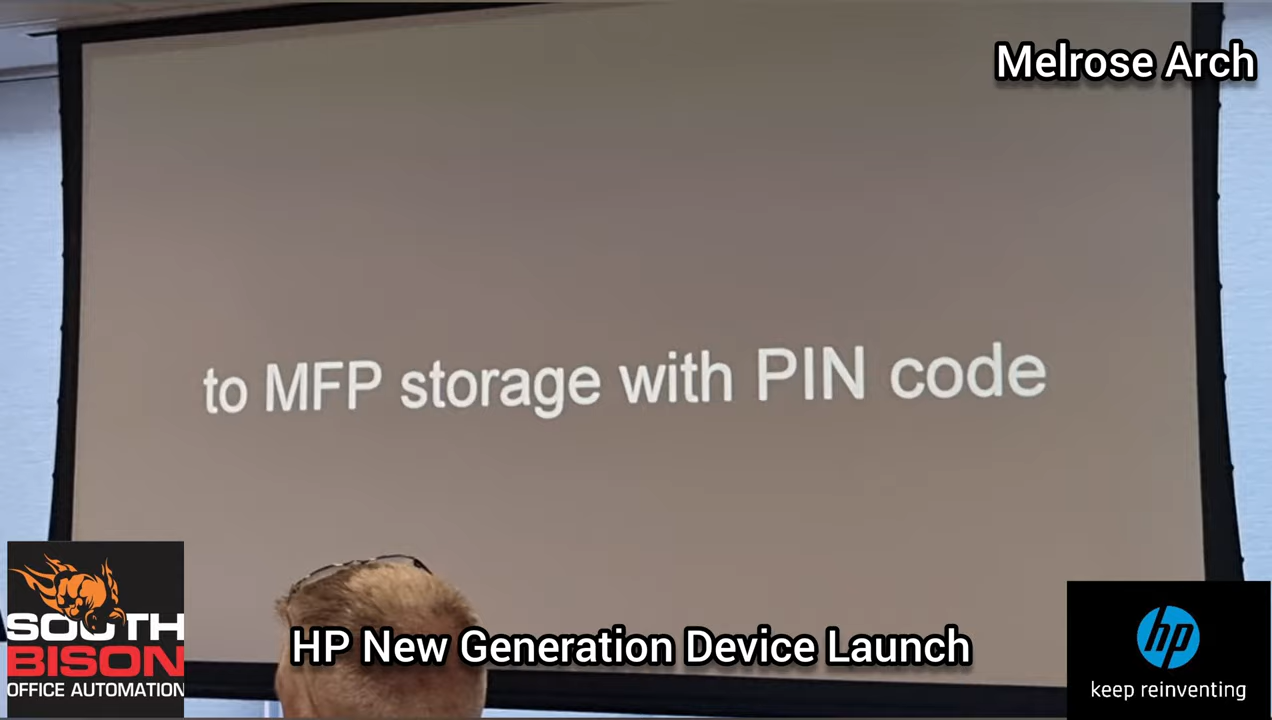 Melrose Arch
to MFP storage with PIN code
SOUTH
BISON
OFFICE AUTOMATION
HP New Generation Device Launch
hp
keep reinventing